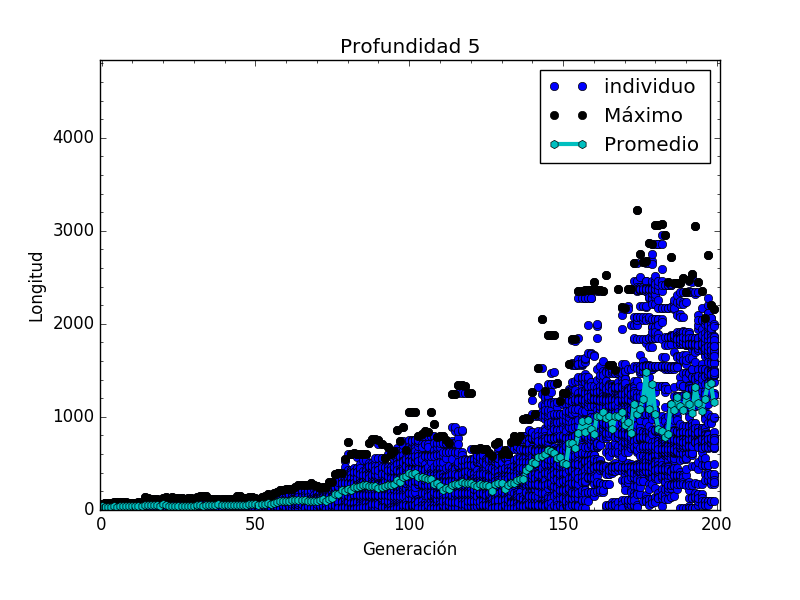 Profundidad 5
individuo
Máximo
Promedio
Longitud
4000
3000
2000
1000
0
0 50 100 150 200
Generación